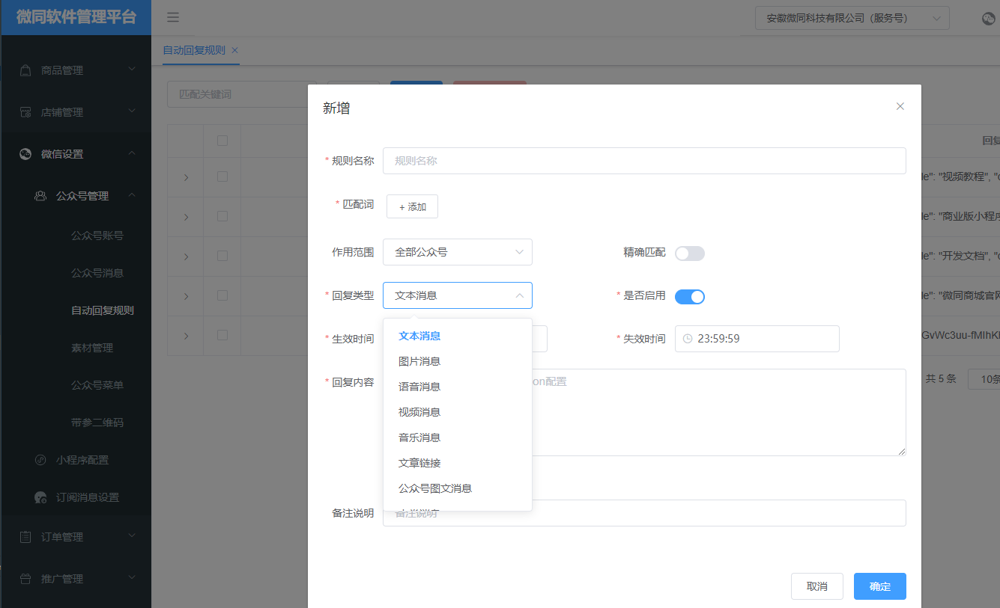 微同软件管理平台
安徽微同科技有限公司（服务号）
自动回复规则
商品管理
店铺管理
微信设置
公众号管理
公众号账号
公众号消息
自动回复规则
素材管理
公众号菜单
带参二维码
小程序配置
订阅消息设置
订单管理
推广管理
匹配关键词
新增
* 规则名称 规则名称
* 匹配词 + 添加
作用范围 全部公众号 精确匹配
* 回复类型 文本消息 * 是否启用
* 生效时间 * 失效时间 23:59:59
* 回复内容 on配置
文本消息
图片消息
语音消息
视频消息
音乐消息
文章链接
公众号图文消息
备注说明 备注说明
取消 确定
回复
le": "视频教程", "d
le": "商业版小程序
le": "开发文档", "d
le": "微同商城官网
GvWc3uu-fMIhKI
共 5 条 10条